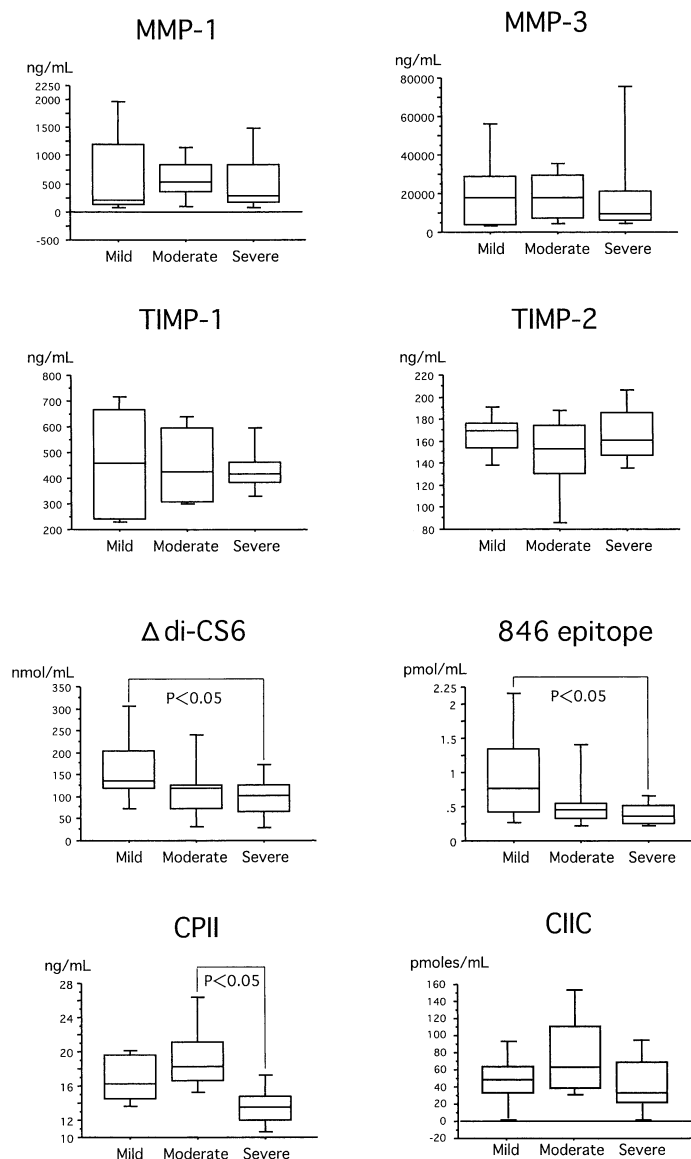 MMP-1
ng/mL
2250
2000
1500
1000
500
0
-500
Mild Moderate Severe
MMP-3
ng/mL
80000
60000
40000
20000
0
Mild Moderate Severe
TIMP-1
ng/mL
800
700
600
500
400
300
200
Mild Moderate Severe
TIMP-2
ng/mL
220
200
180
160
140
120
100
80
Mild Moderate Severe
Δ di-CS6
nmol/mL
350
300
250
200
150
100
50
0
P<0.05
Mild Moderate Severe
846 epitope
pmol/mL
2.25
2
1.5
1
.5
0
P<0.05
Mild Moderate Severe
CPII
ng/mL
28
26
19
16
12
10
P<0.05
Mild Moderate Severe
CIIC
pmoles/mL
160
140
120
100
80
60
40
20
0
-20
Mild Moderate Severe